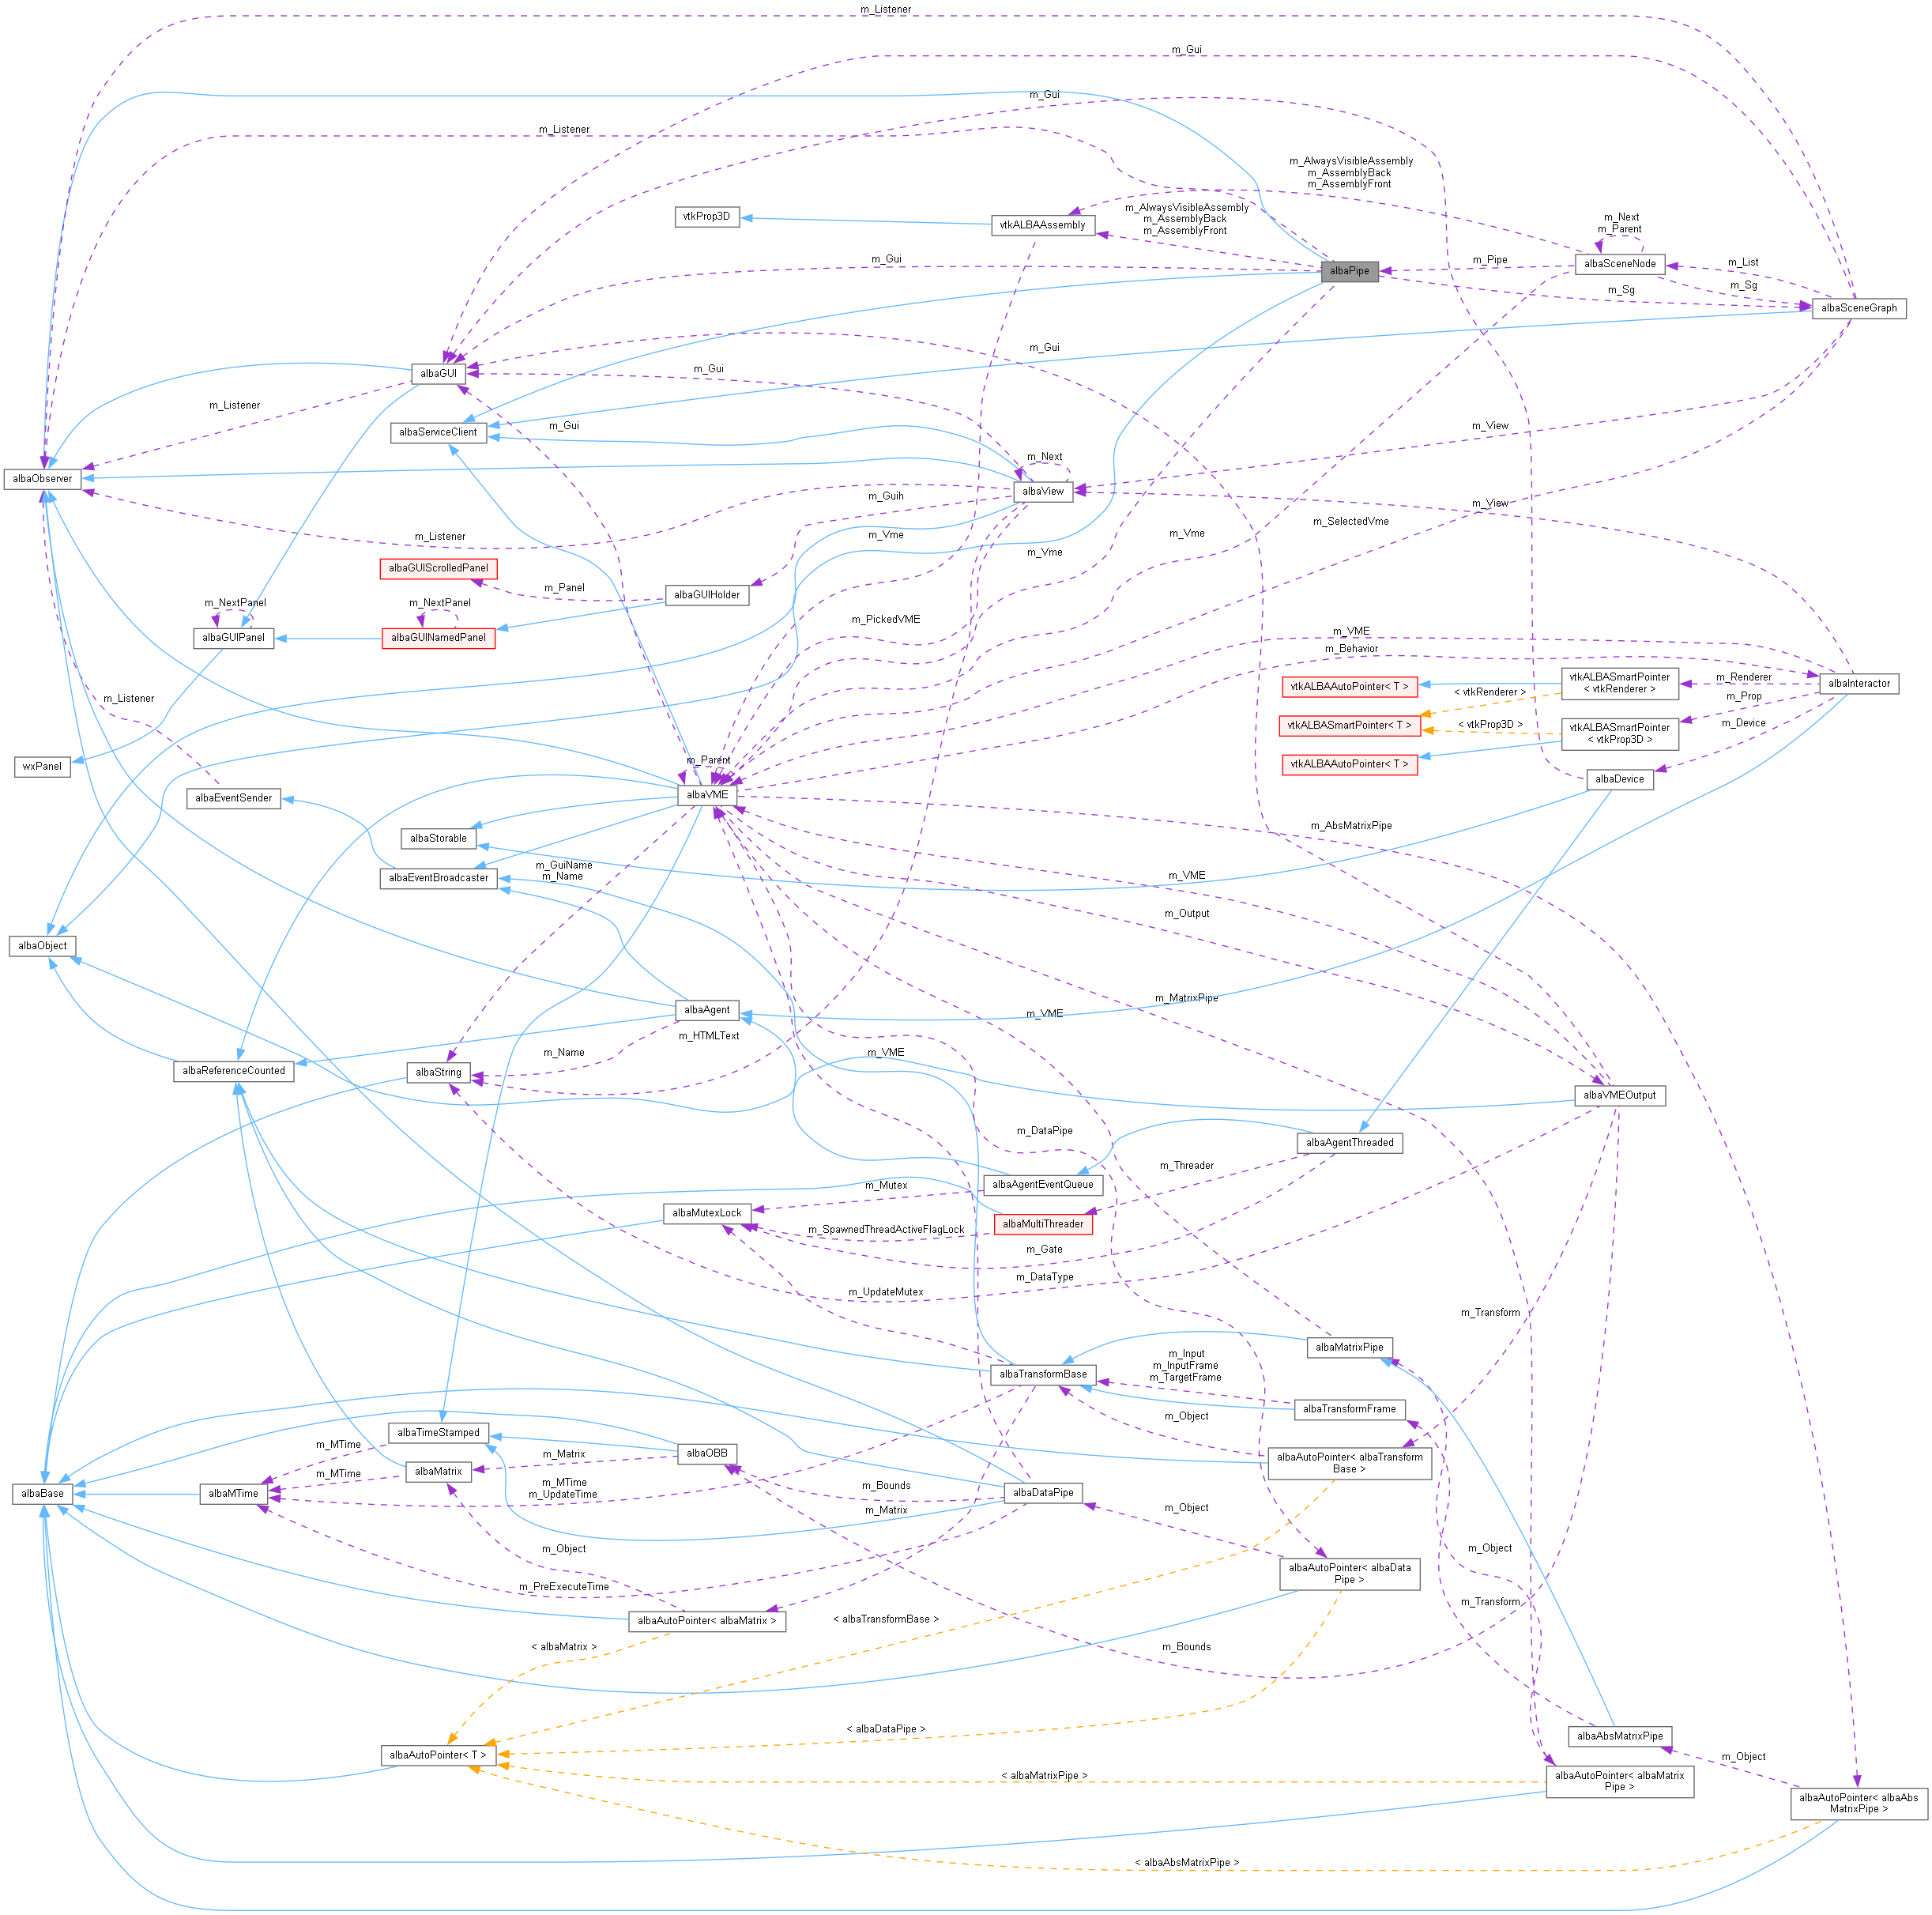 m_Listener
m_Gui
m_Gui
m_Listener
m_AlwaysVisibleAssembly
m_AssemblyBack
m_AssemblyFront
vtkProp3D
vtkALBAAssembly
m_AlwaysVisibleAssembly
m_AssemblyBack
m_AssemblyFront
m_Next
m_Parent
m_Gui
albaPipe
m_Pipe
albaSceneNode
m_List
m_Sg
m_Sg
albaSceneGraph
m_Gui
albaGUI
m_Gui
m_Listener
m_Gui
albaServiceClient
m_View
m_Next
albaObserver
albaView
m_Guih
m_View
m_Listener
m_Vme
m_Vme
m_Vme
m_SelectedVme
albaGUIScrolledPanel
m_Panel
albaGUIHolder
m_NextPanel
m_NextPanel
albaGUIPanel
albaGUINamedPanel
m_PickedVME
m_VME
m_Behavior
m_Listener
vtkALBAAutoPointer< T >
vtkALBASmartPointer
< vtkRenderer >
m_Renderer
albaInteractor
< vtkRenderer >
m_Prop
vtkALBASmartPointer< T >
< vtkProp3D >
vtkALBASmartPointer
< vtkProp3D >
m_Device
wxPanel
m_Parent
vtkALBAAutoPointer< T >
albaDevice
albaEventSender
albaVME
albaStorable
m_AbsMatrixPipe
m_GuiName
m_Name
albaEventBroadcaster
m_VME
m_Output
albaObject
albaAgent
m_MatrixPipe
m_VME
m_HTMLText
m_Name
m_VME
albaReferenceCounted
albaString
albaVMEOutput
m_DataPipe
albaAgentThreaded
m_Threader
m_Mutex
albaAgentEventQueue
albaMutexLock
m_SpawnedThreadActiveFlagLock
albaMultiThreader
m_Gate
m_DataType
m_UpdateMutex
m_Transform
albaMatrixPipe
m_Input
m_InputFrame
m_TargetFrame
albaTransformBase
albaTransformFrame
m_Object
albaTimeStamped
m_MTime
albaOBB
m_Matrix
albaAutoPointer< albaTransform
Base >
albaMatrix
m_MTime
m_MTime
m_UpdateTime
m_Bounds
albaBase
albaMTime
albaDataPipe
m_Matrix
m_Object
m_Object
m_Object
albaAutoPointer< albaData
Pipe >
m_PreExecuteTime
m_Transform
albaAutoPointer< albaMatrix >
< albaTransformBase >
< albaMatrix >
m_Bounds
< albaDataPipe >
albaAbsMatrixPipe
albaAutoPointer< T >
m_Object
< albaMatrixPipe >
albaAutoPointer< albaMatrix
Pipe >
albaAutoPointer< albaAbs
MatrixPipe >
< albaAbsMatrixPipe >